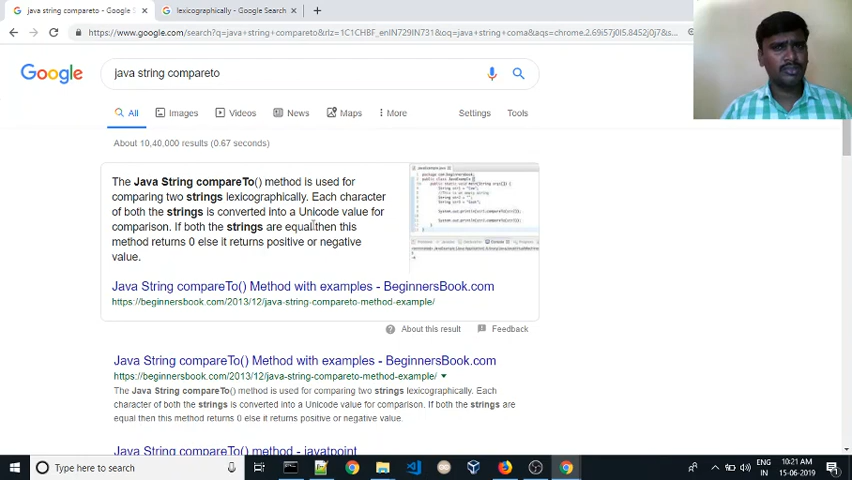 java string compareto - Google S
lexicographically - Google Search
https://www.google.com/search?q=java+string+compareto&rlz=1C1CHBF_enIN729IN731&oq=java+string+coma&aqs=chrome.2.69i57j0l5.8452j0j7&s...
Google
java string compareto
All
Images
Videos
News
Maps
More
Settings
Tools
About 10,40,000 results (0.67 seconds)
The Java String compareTo() method is used for
comparing two strings lexicographically. Each character
of both the strings is converted into a Unicode value for
comparison. If both the strings are equal then this
method returns 0 else it returns positive or negative
value.
Java String compareTo() Method with examples - BeginnersBook.com
https://beginnersbook.com/2013/12/java-string-compareto-method-example/
About this result
Feedback
Java String compareTo() Method with examples - BeginnersBook.com
https://beginnersbook.com/2013/12/java-string-compareto-method-example/
The Java String compareTo() method is used for comparing two strings lexicographically. Each
character of both the strings is converted into a Unicode value for comparison. If both the strings are
equal then this method returns 0 else it returns positive or negative value.
Java String compareTo() method - javatpoint
Type here to search
ENG
IN
10:21 AM
15-06-2019